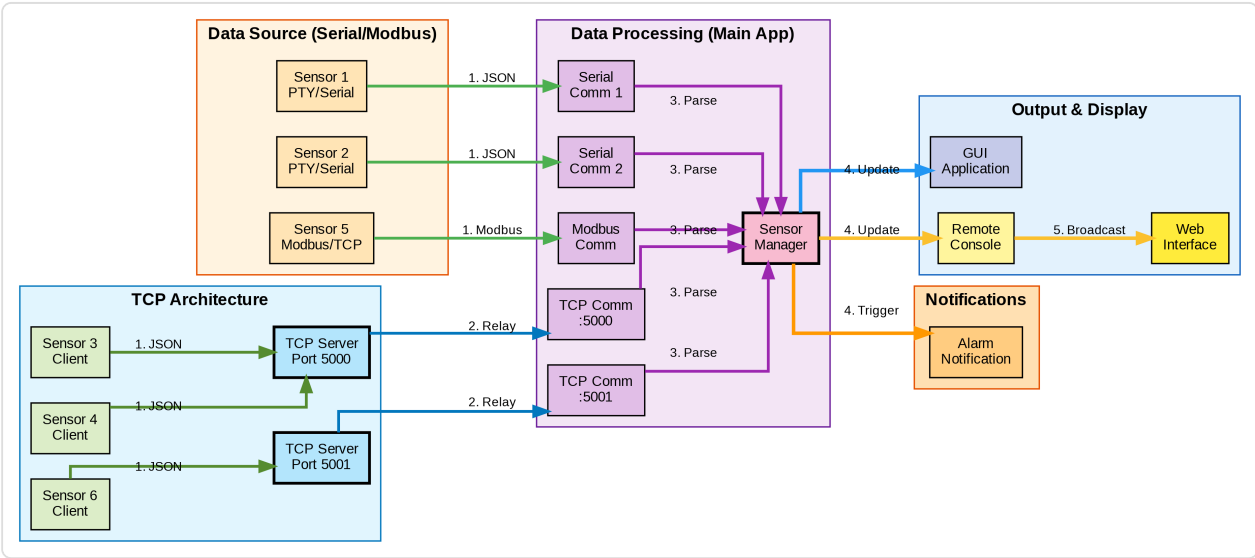 Data Source (Serial/Modbus)
Sensor 1
PTY/Serial
1. JSON
Sensor 2
PTY/Serial
1. JSON
Sensor 5
Modbus/TCP
1. Modbus
TCP Architecture
Sensor 3
Client
1. JSON
TCP Server
Port 5000
2. Relay
Sensor 4
Client
1. JSON
TCP Server
Port 5001
2. Relay
Sensor 6
Client
1. JSON
Data Processing (Main App)
Serial
Comm 1
3. Parse
Serial
Comm 2
3. Parse
Modbus
Comm
3. Parse
Sensor
Manager
TCP Comm
:5000
3. Parse
TCP Comm
:5001
3. Parse
Output & Display
4. Update
GUI
Application
4. Update
Remote
Console
5. Broadcast
Web
Interface
Notifications
4. Trigger
Alarm
Notification